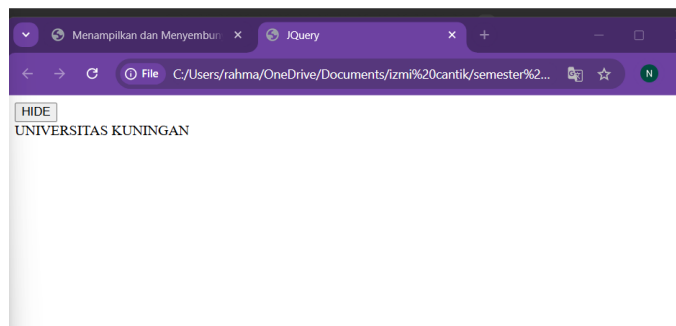 Menampilkan dan Menyembun
JQuery
File C:/Users/rahma/OneDrive/Documents/izmi%20cantik/semester%2... N
HIDE
UNIVERSITAS KUNINGAN